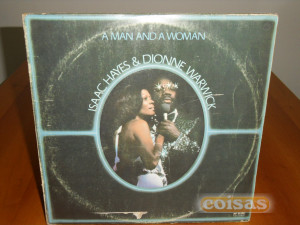 A MAN AND A WOMAN
ISAAC HAYES & DIONNE WARWICK
coisas